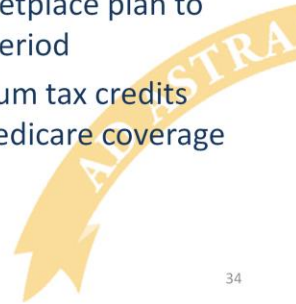 etplace plan to
eriod
um tax credits
edicare coverage
AD ASTRA
34